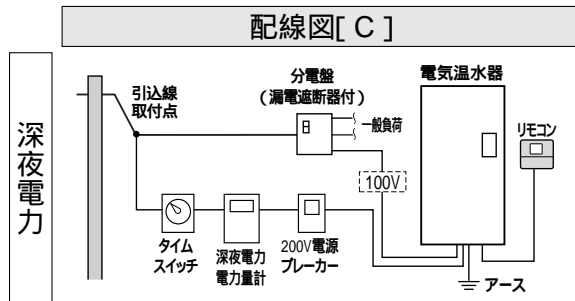 配線図[ C ]
深夜電力
引込線
取付点
分電盤
(漏電遮断器付)
一般負荷
100V
電気温水器
リモコン
タイム
スイッチ
深夜電力
電力量計
200V電源
ブレーカー
アース